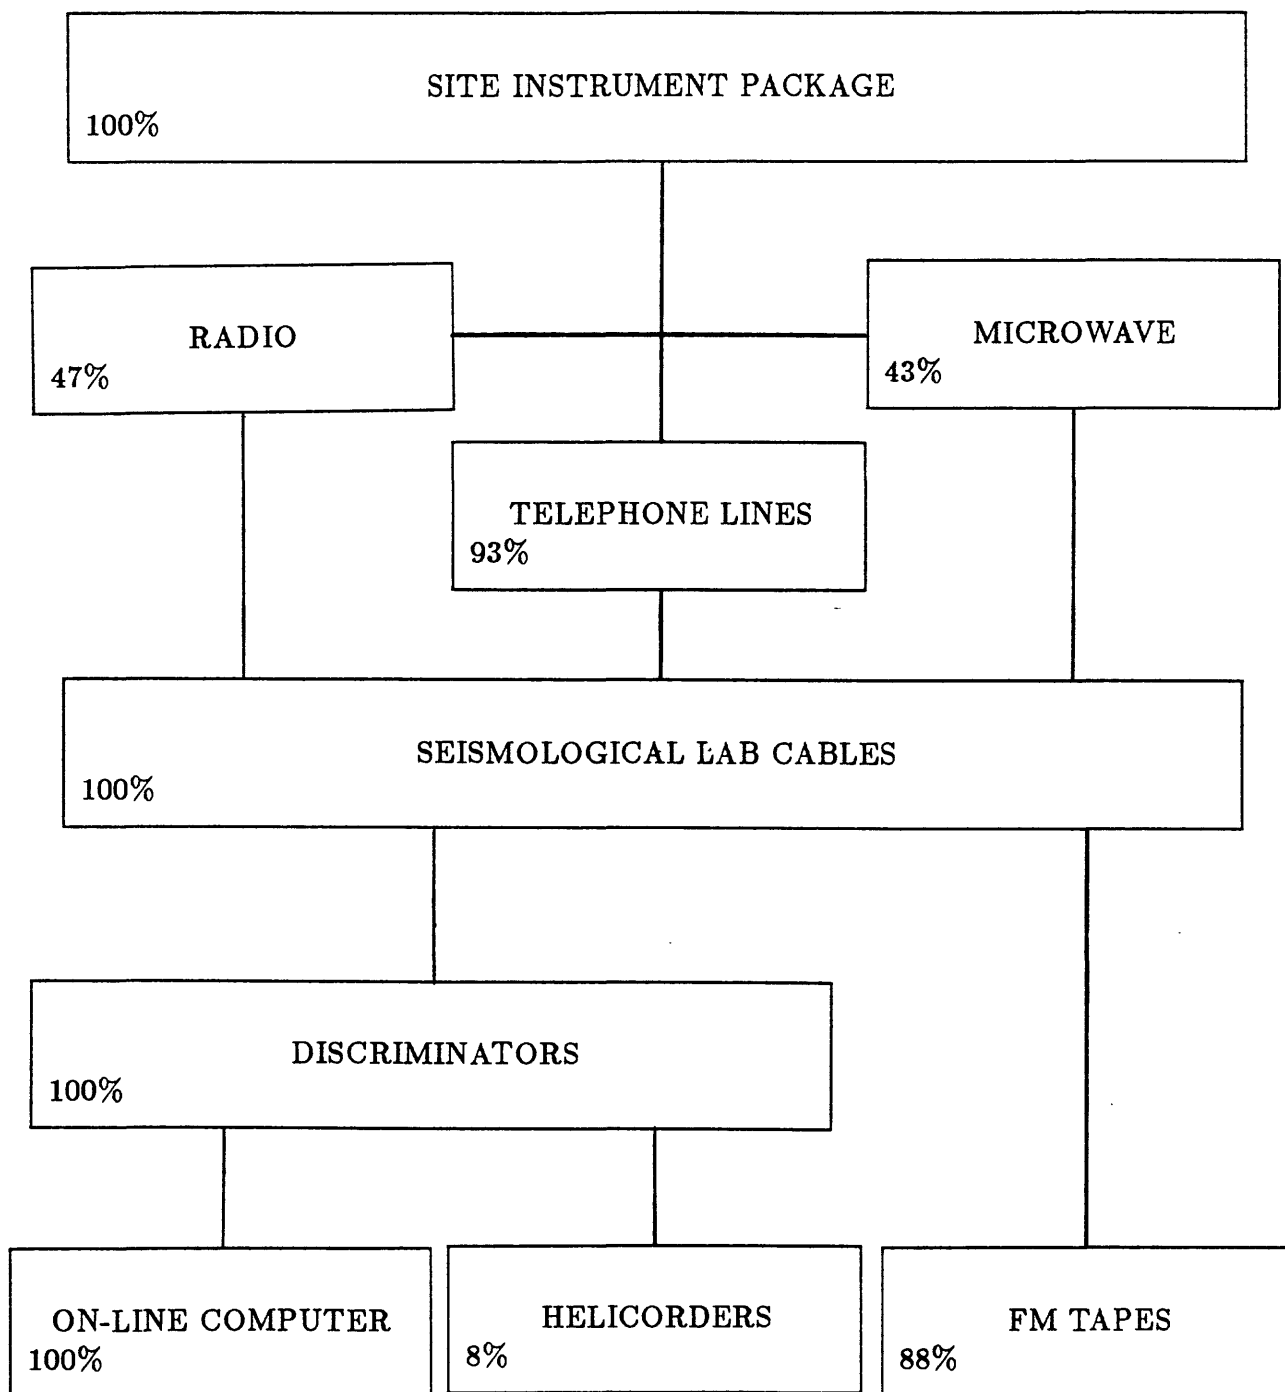 SITE INSTRUMENT PACKAGE
100%
RADIO
47%
MICROWAVE
43%
TELEPHONE LINES
93%
SEISMOLOGICAL LAB CABLES
100%
DISCRIMINATORS
100%
ON-LINE COMPUTER
100%
HELICORDERS
8%
FM TAPES
88%